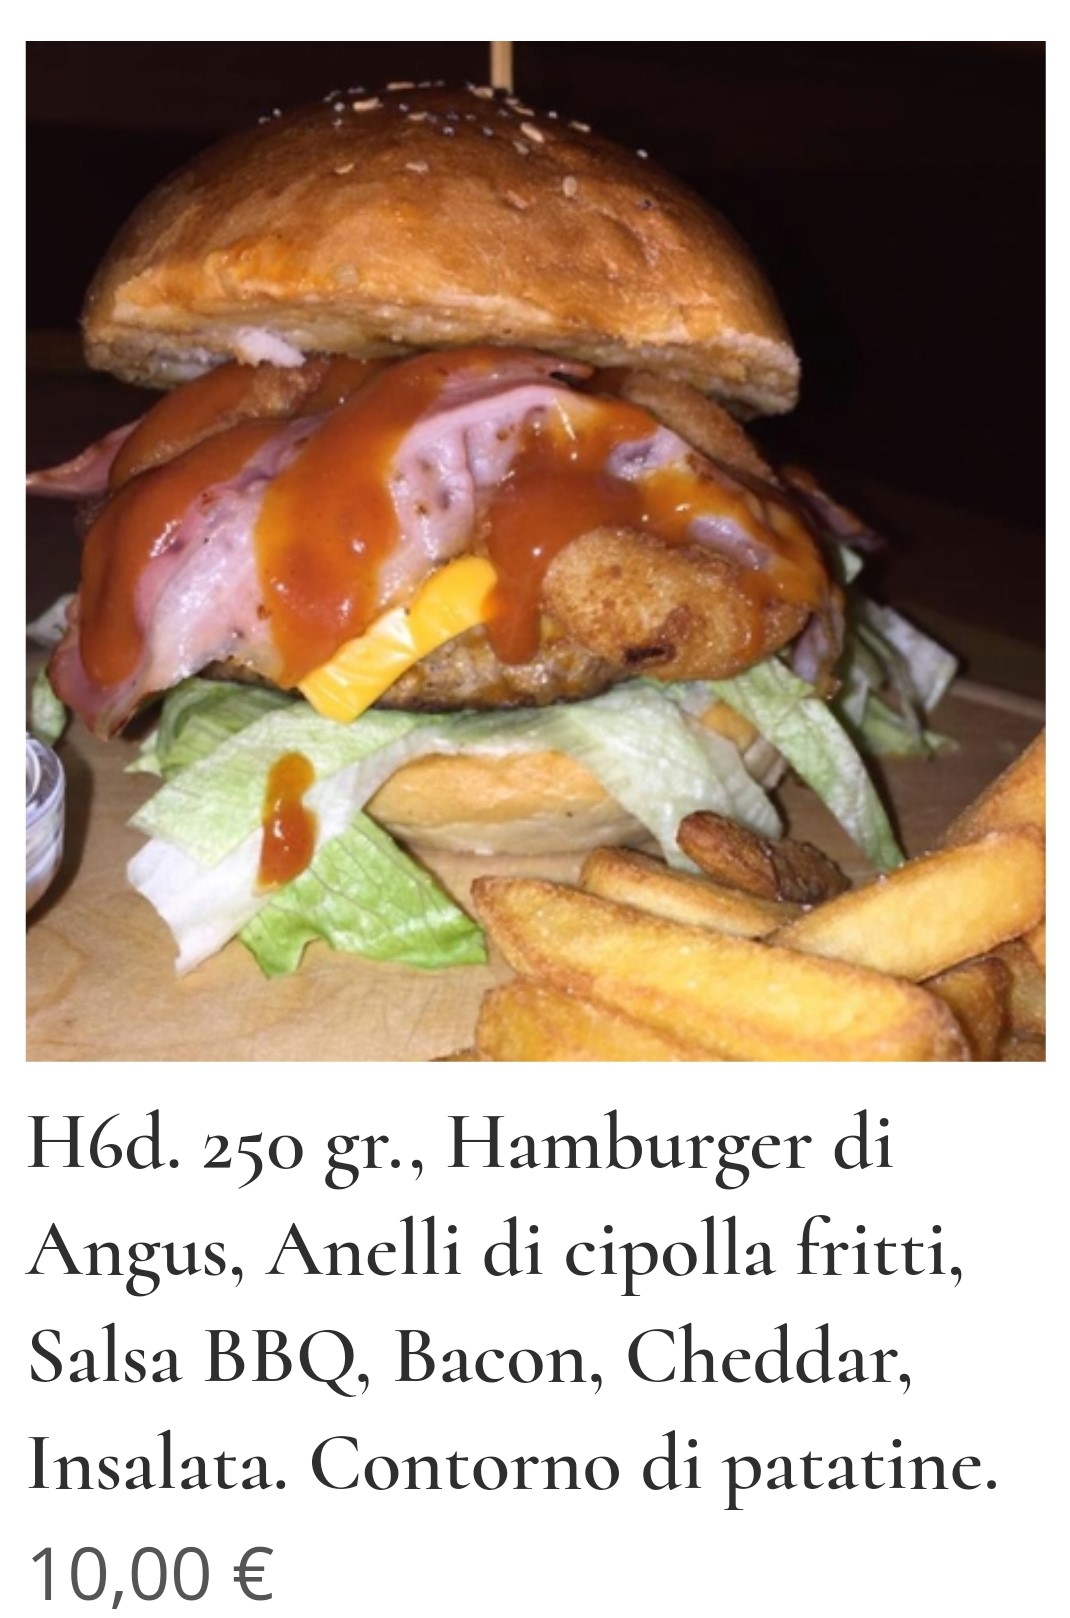 H6d. 250 gr., Hamburger di
Angus, Anelli di cipolla fritti,
Salsa BBQ, Bacon, Cheddar,
Insalata. Contorno di patatine.
10,00 €